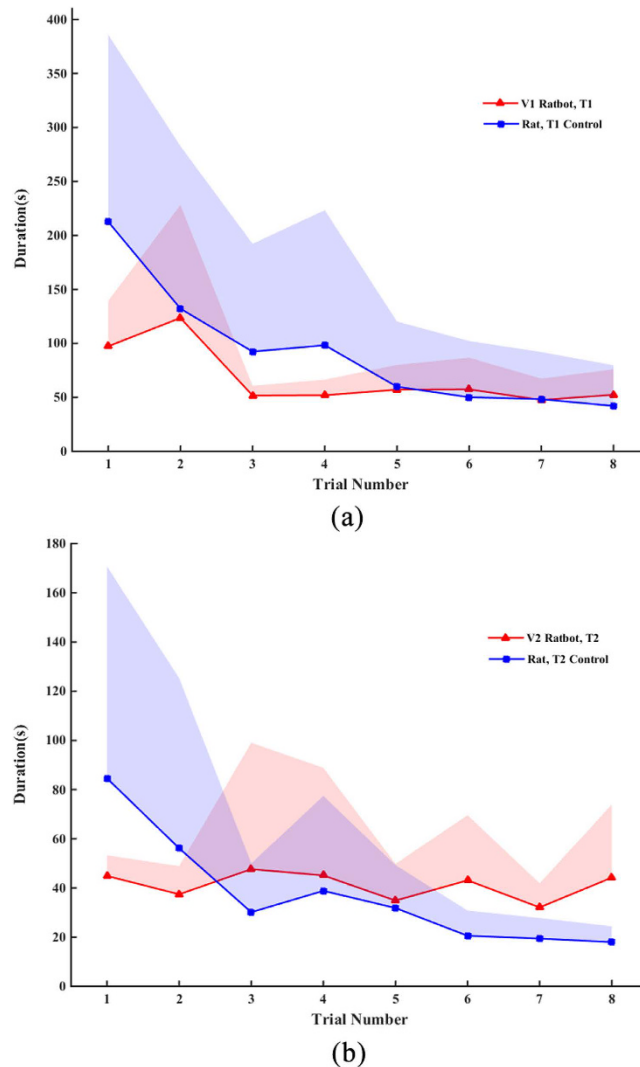 400
350
300
250
200
150
100
50
0
Duration(s)
V1 Ratbot, T1
Rat, T1 Control
1 2 3 4 5 6 7 8
Trial Number
(a)
180
160
140
120
100
80
60
40
20
0
Duration(s)
V2 Ratbot, T2
Rat, T2 Control
1 2 3 4 5 6 7 8
Trial Number
(b)